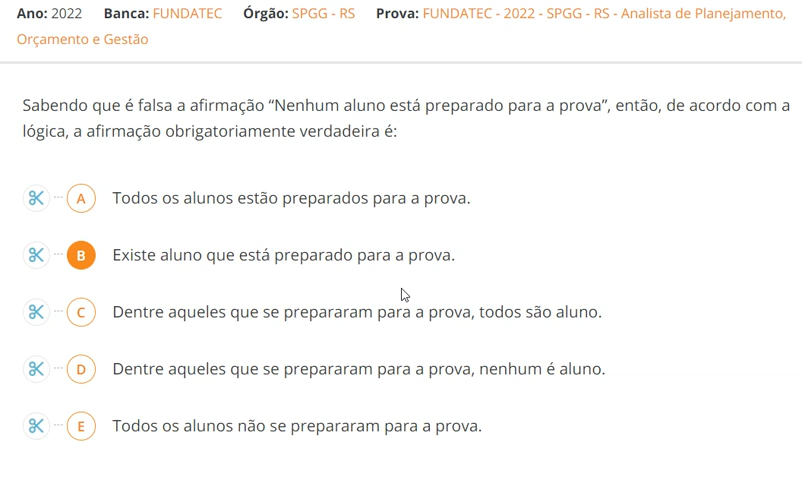 Ano: 2022 Banca: FUNDATEC Órgão: SPGG - RS Prova: FUNDATEC - 2022 - SPGG - RS - Analista de Planejamento,
Orçamento e Gestão
Sabendo que é falsa a afirmação “Nenhum aluno está preparado para a prova”, então, de acordo com a
lógica, a afirmação obrigatoriamente verdadeira é:
A Todos os alunos estão preparados para a prova.
B Existe aluno que está preparado para a prova.
C Dentre aqueles que se prepararam para a prova, todos são aluno.
D Dentre aqueles que se prepararam para a prova, nenhum é aluno.
E Todos os alunos não se prepararam para a prova.